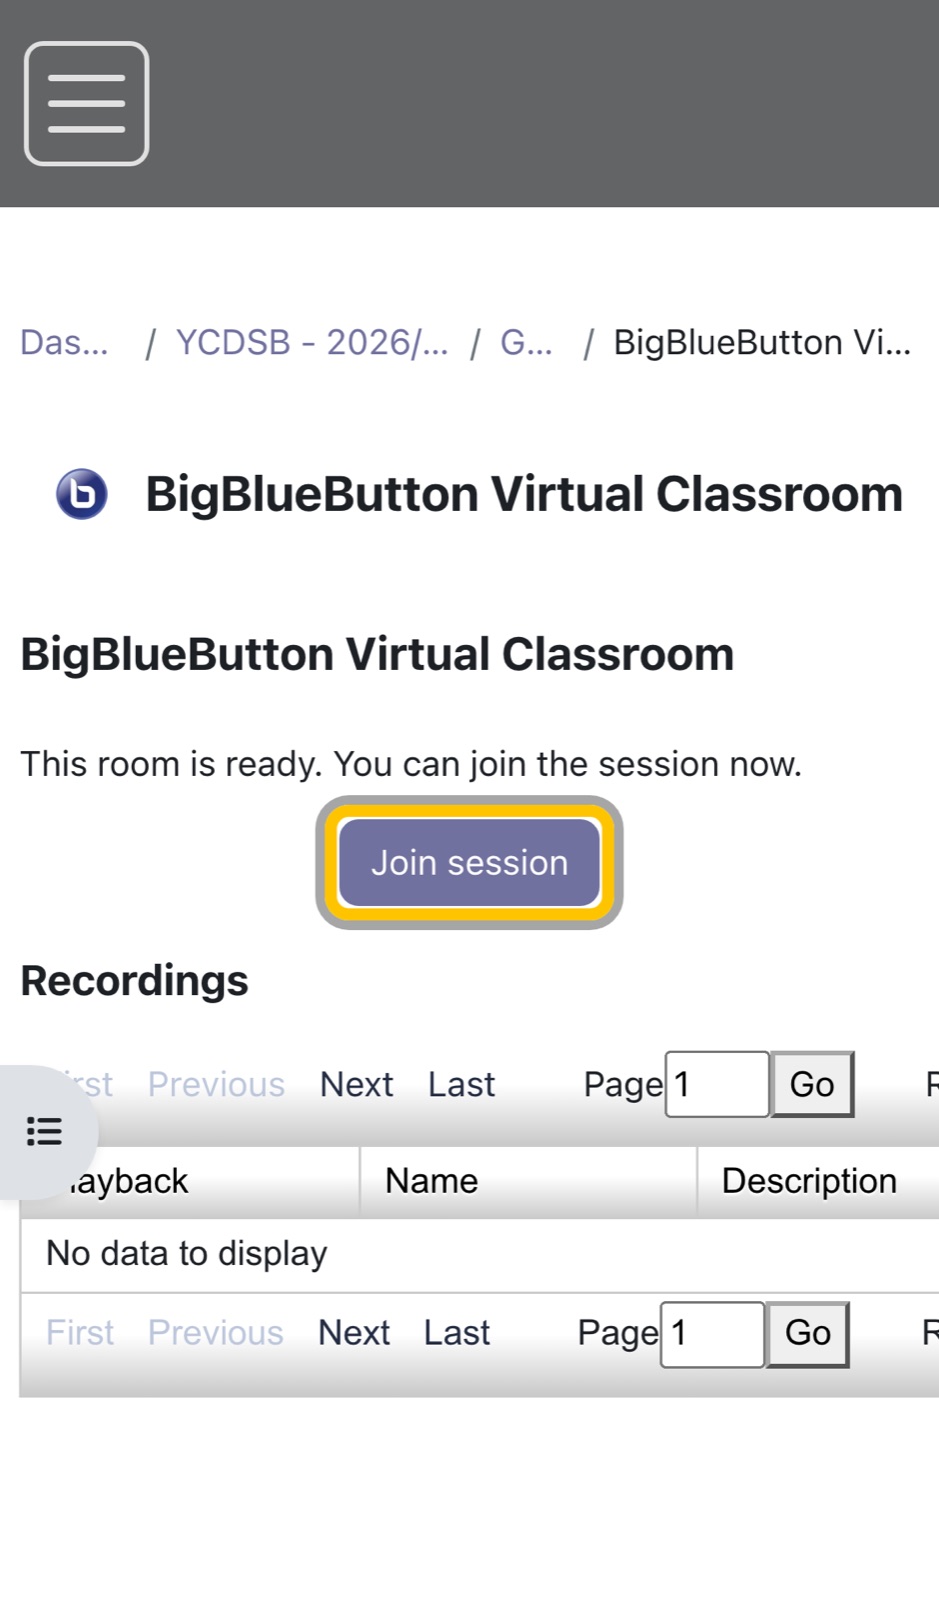 Das... / YCDSB - 2026/... / G... / BigBlueButton Vi...
BigBlueButton Virtual Classroom
BigBlueButton Virtual Classroom
This room is ready. You can join the session now.
Join session
Recordings
irst Previous Next Last Page 1 Go R
layback Name Description
No data to display
First Previous Next Last Page 1 Go R